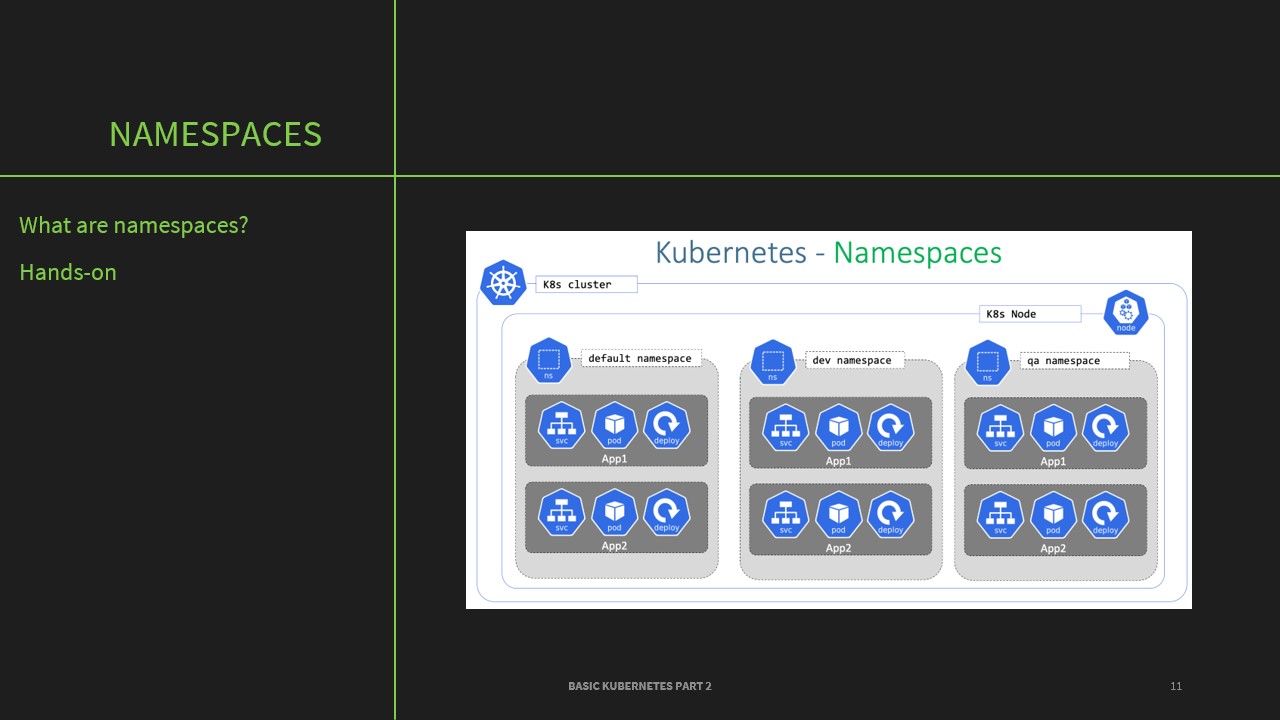 NAMESPACES
What are namespaces?
Hands-on
Kubernetes - Namespaces
K8s cluster
K8s Node
node
default namespace
ns
svc pod deploy
App1
svc pod deploy
App2
dev namespace
ns
svc pod deploy
App1
svc pod deploy
App2
qa namespace
ns
svc pod deploy
App1
svc pod deploy
App2
BASIC KUBERNETES PART 2
11